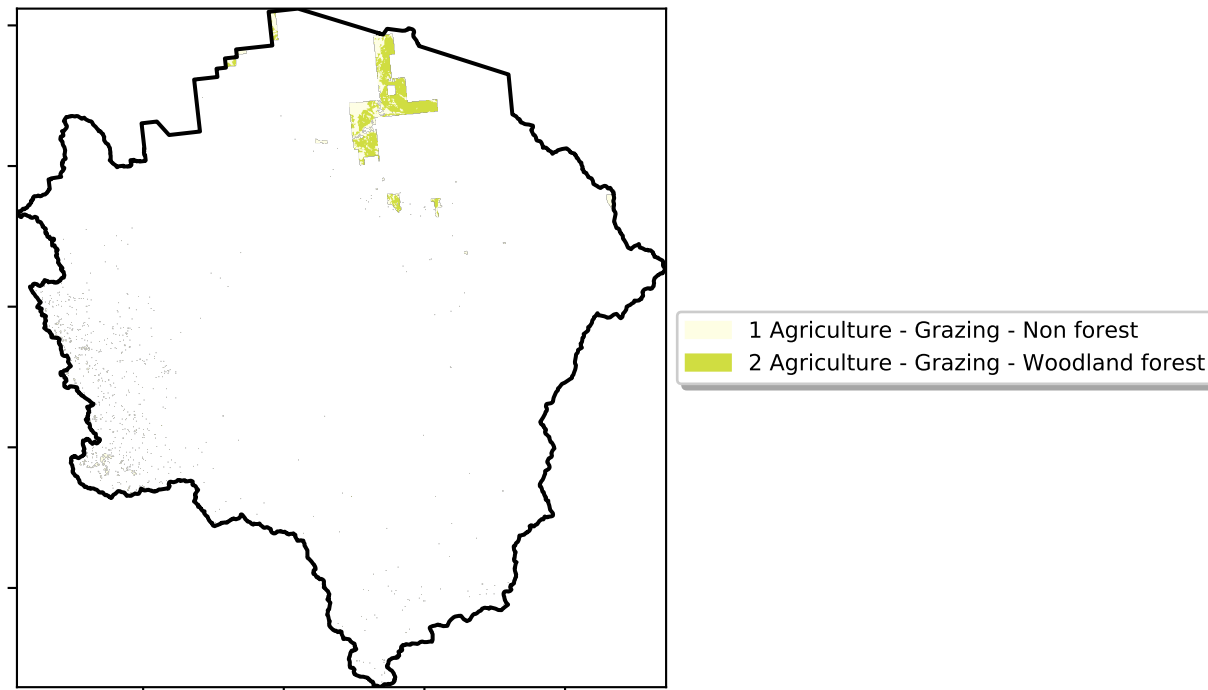 1 Agriculture - Grazing - Non forest
2 Agriculture - Grazing - Woodland forest